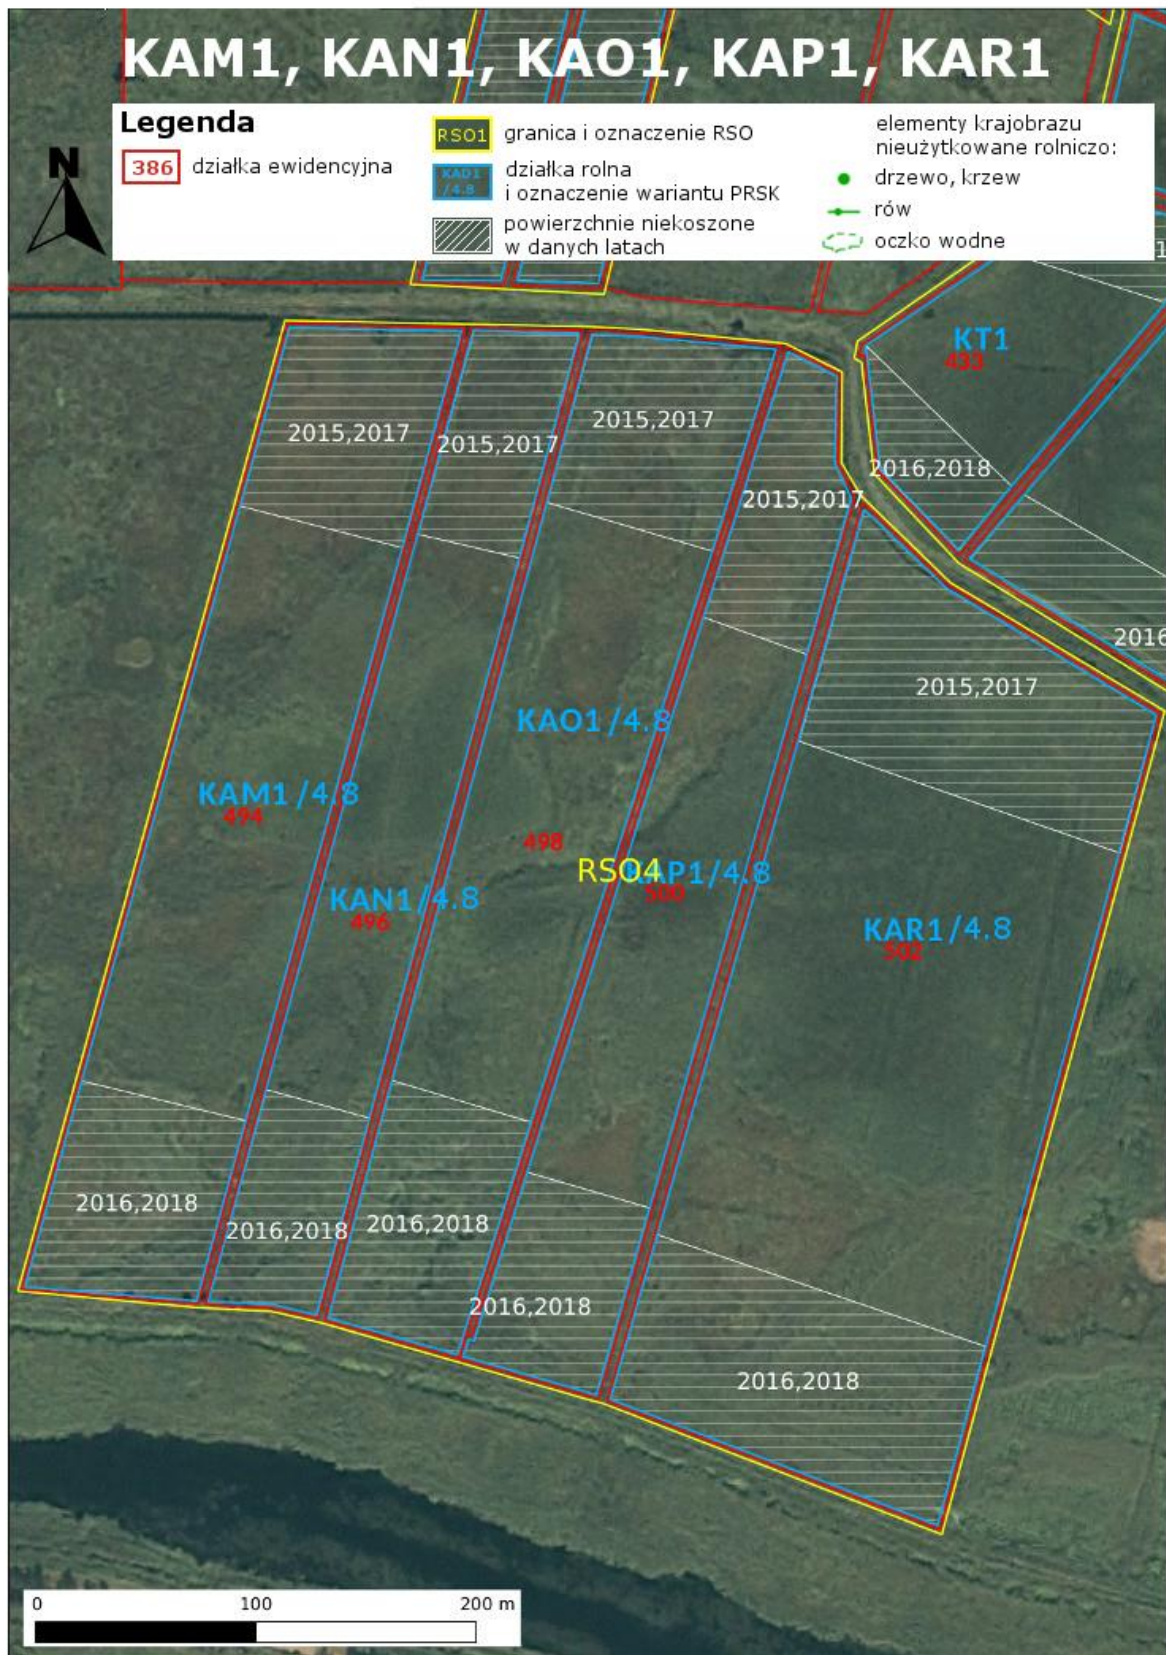 KAM1, KAN1, KAO1, KAP1, KAR1
Legenda
386 działka ewidencyjna
RSO1 granica i oznaczenie RSO
KAD1
/4.8
działka rolna
i oznaczenie wariantu PRSK
powierzchnie niekoszone
w danych latach
elementy krajobrazu
nieużytkowane rolniczo:
drzewo, krzew
rów
oczko wodne
N
KT1
433
2015,2017
2015,2017
2015,2017
2015,2017
2016,2018
2016
2015,2017
KAO1/4.8
498
KAM1/4.8
494
RSO4
KAP1/4.8
500
KAN1/4.8
496
KAR1/4.8
502
2016,2018
2016,2018
2016,2018
2016,2018
2016,2018
0 100 200 m